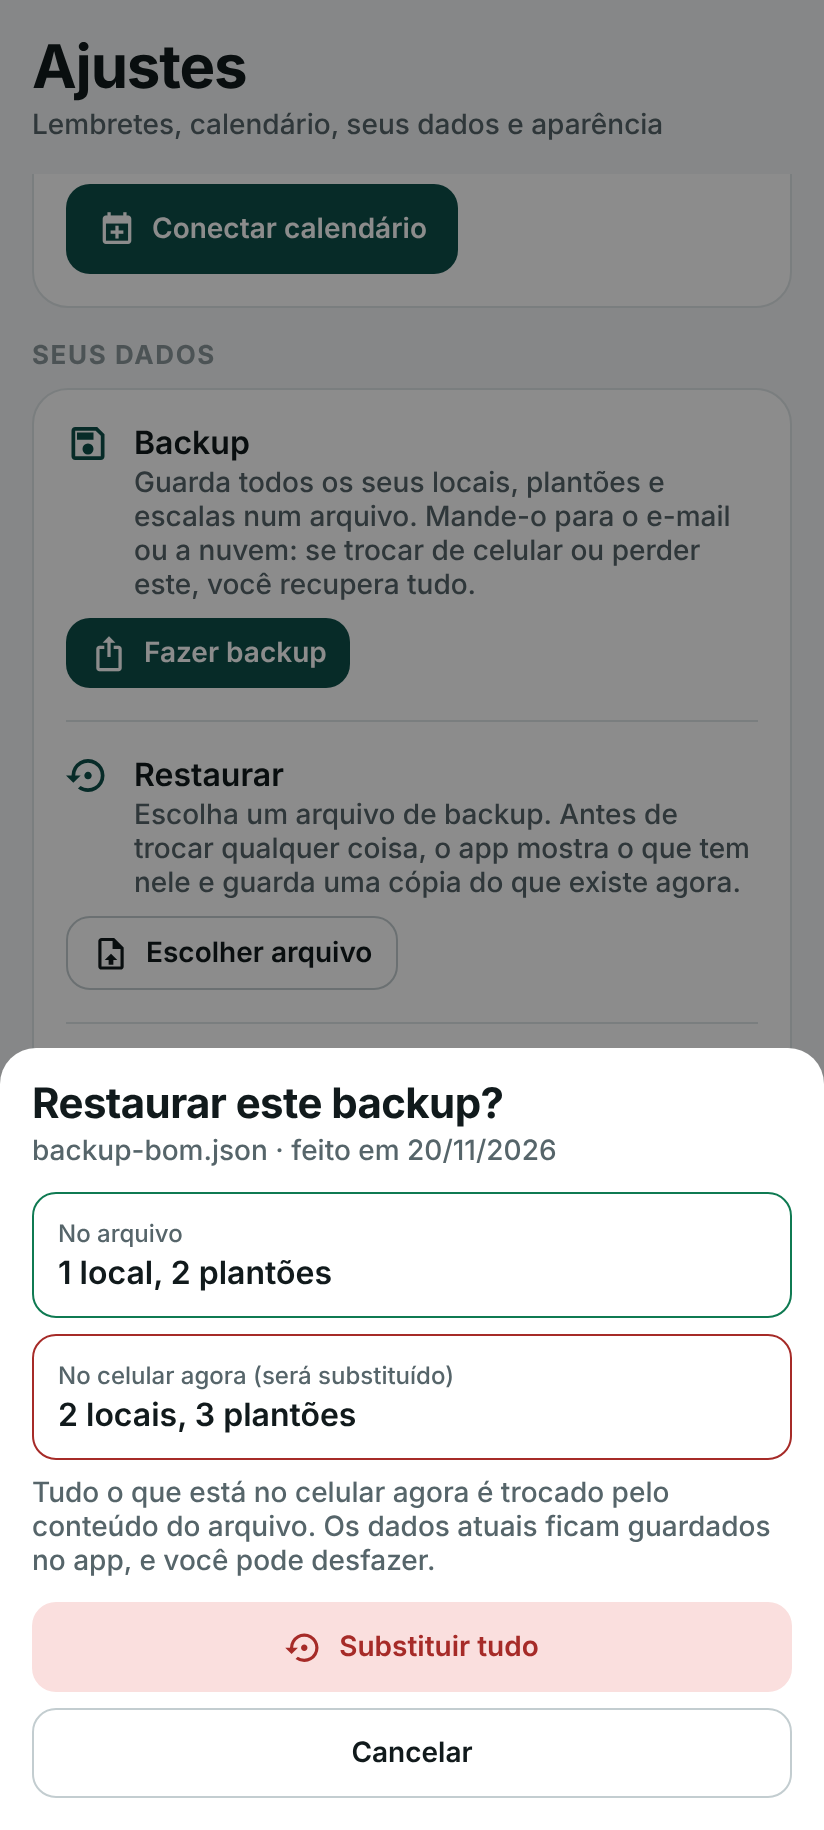 Ajustes
Lembretes, calendário, seus dados e aparência
Conectar calendário
SEUS DADOS
Backup
Guarda todos os seus locais, plantões e
escalas num arquivo. Mande-o para o e-mail
ou a nuvem: se trocar de celular ou perder
este, você recupera tudo.
Fazer backup
Restaurar
Escolha um arquivo de backup. Antes de
trocar qualquer coisa, o app mostra o que tem
nele e guarda uma cópia do que existe agora.
Escolher arquivo
Restaurar este backup?
backup-bom.json · feito em 20/11/2026
No arquivo
1 local, 2 plantões
No celular agora (será substituído)
2 locais, 3 plantões
Tudo o que está no celular agora é trocado pelo
conteúdo do arquivo. Os dados atuais ficam guardados
no app, e você pode desfazer.
Substituir tudo
Cancelar